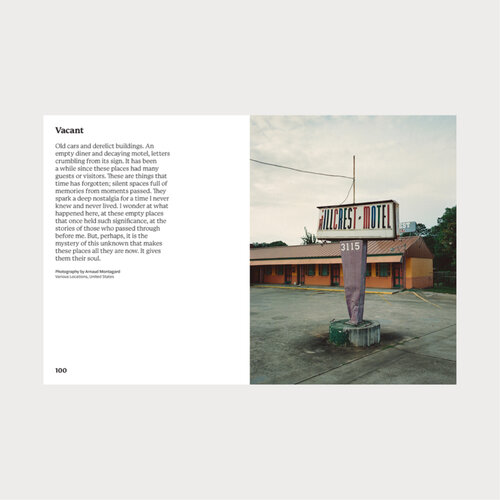 Vacant
Old cars and derelict buildings. An
empty diner and decaying motel, letters
crumbling from its sign. It has been
a while since these places had many
guests or visitors. These are things that
time has forgotten; silent spaces full of
memories from moments passed. They
spark a deep nostalgia for a time I never
knew and never lived. I wonder at what
happened here, at these empty places
that once held such significance, at the
stories of those who passed through
before me. But, perhaps, it is the
mystery of this unknown that makes
these places all they are now. It gives
them their soul.
Photography by Arnaud Montagard
Various Locations, United States
100
HILLCREST · MOTEL
3115